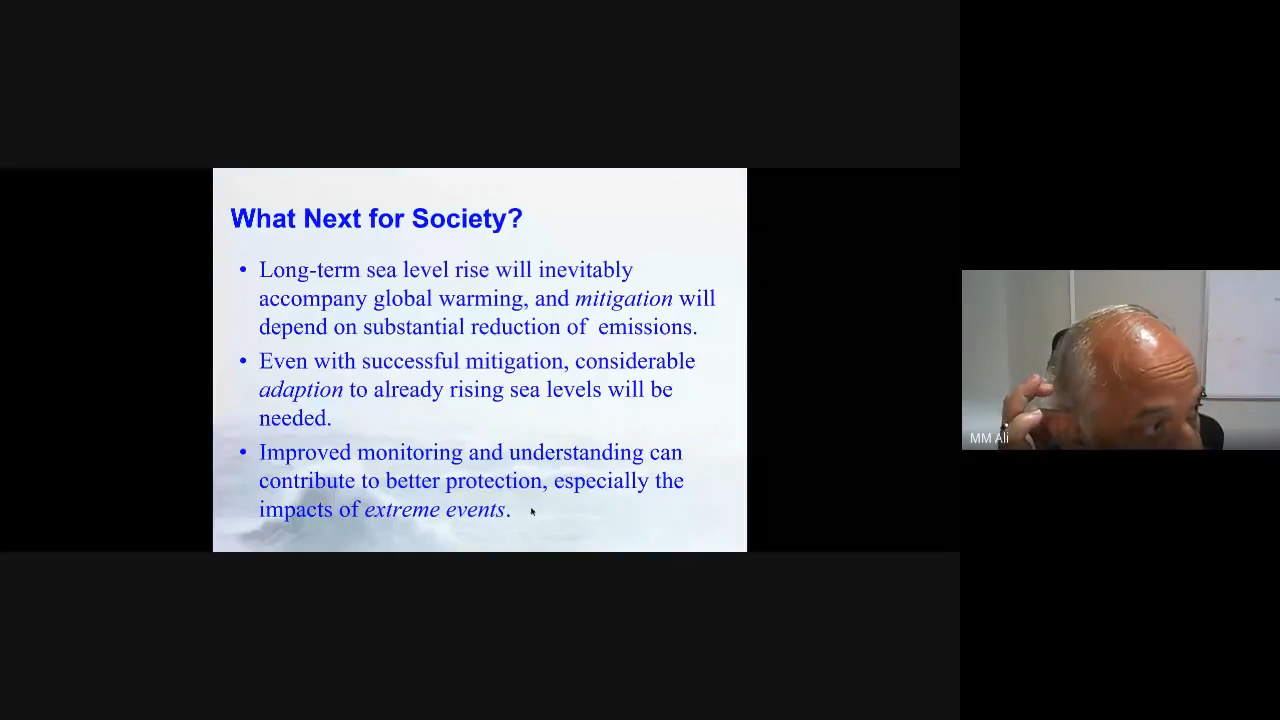 What Next for Society?
• Long-term sea level rise will inevitably
accompany global warming, and mitigation will
depend on substantial reduction of emissions.
• Even with successful mitigation, considerable
adaption to already rising sea levels will be
needed.
• Improved monitoring and understanding can
contribute to better protection, especially the
impacts of extreme events.
MM Ali